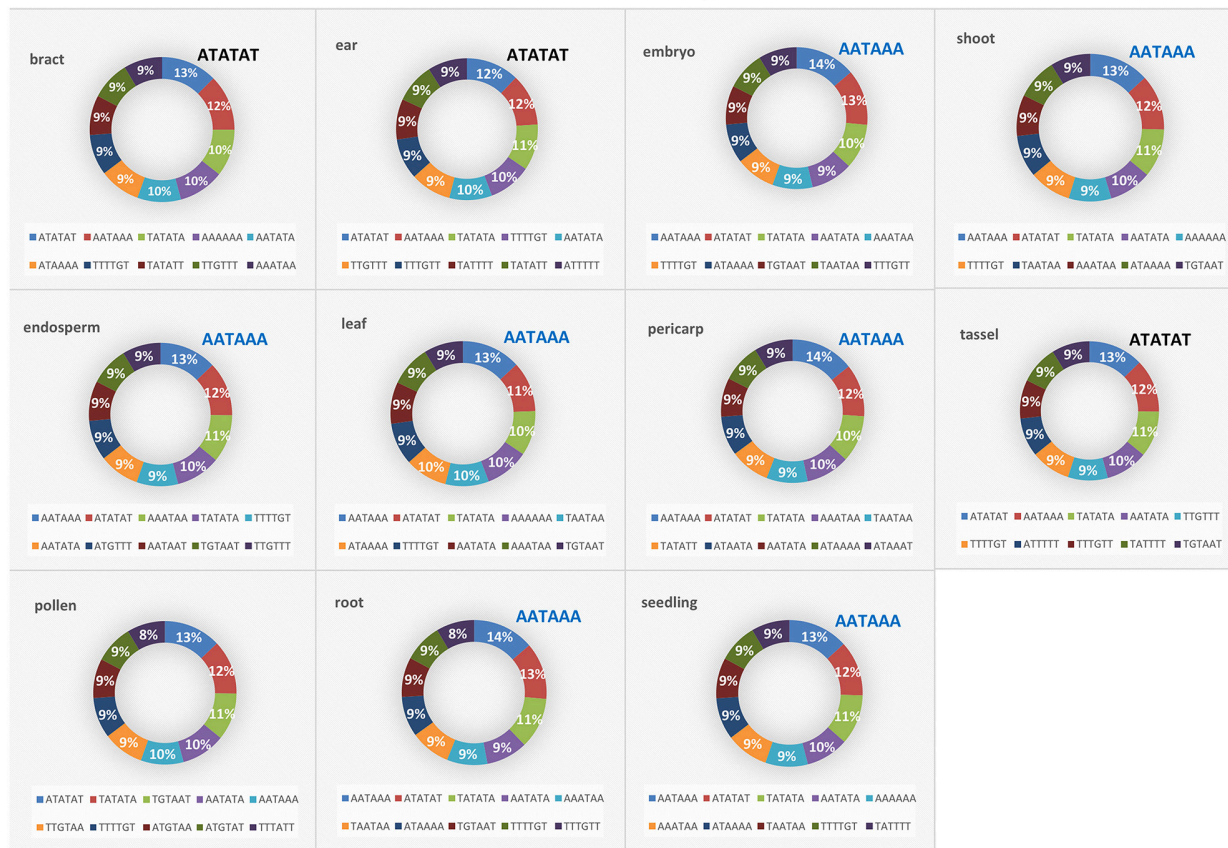 bract
ATATAT
9% 13%
9% 12%
9% 10%
9% 10%
9% 10%
ATATAT AATAAA TATATA AAAAAA AATATA
ATAAAA TTTTGT TATATT TTGTTT AAATAA
ear
ATATAT
9% 12%
9% 12%
9% 11%
9% 10%
9% 10%
ATATAT AATAAA TATATA TTTTGT AATATA
TTGTTT TTTGTT TATTTT TATATT ATTTTT
embryo
AATAAA
9% 14%
9% 13%
9% 10%
9% 9%
9% 9%
AATAAA ATATAT TATATA AATATA AAATAA
TTTTGT ATAAAA TGTAAT TAATAA TTTGTT
shoot
AATAAA
9% 13%
9% 12%
9% 11%
9% 10%
9% 9%
AATAAA ATATAT TATATA AATATA AAAAAA
TTTTGT TAATAA AAATAA ATAAAA TGTAAT
endosperm
AATAAA
9% 13%
9% 12%
9% 11%
9% 10%
9% 9%
AATAAA ATATAT AAATAA TATATA TTTTGT
AATATA ATGTTT AATAAT TGTAAT TTGTTT
leaf
AATAAA
9% 13%
9% 11%
9% 10%
9% 10%
10% 10%
AATAAA ATATAT TATATA AAAAAA TAATAA
ATAAAA TTTTGT AATATA AAATAA TGTAAT
pericarp
AATAAA
9% 14%
9% 12%
9% 10%
9% 10%
9% 9%
AATAAA ATATAT TATATA AAATAA TAATAA
TATATT ATAATA AATATA ATAAAA ATAAAT
tassel
ATATAT
9% 13%
9% 12%
9% 11%
9% 10%
9% 9%
ATATAT AATAAA TATATA AATATA TTGTTT
TTTTGT ATTTTT TTTGTT TATTTT TGTAAT
pollen
8% 13%
9% 12%
9% 11%
9% 10%
9% 10%
ATATAT TATATA TGTAAT AATATA AATAAA
TTGTAA TTTTGT ATGTAA ATGTAT TTTATT
root
AATAAA
8% 14%
9% 13%
9% 11%
9% 9%
9% 9%
AATAAA ATATAT TATATA AATATA AAATAA
TAATAA ATAAAA TGTAAT TTTTGT TTTGTT
seedling
AATAAA
9% 13%
9% 12%
9% 11%
9% 10%
9% 9%
AATAAA ATATAT TATATA AATATA AAAAAA
AAATAA ATAAAA TAATAA TTTTGT TATTTT